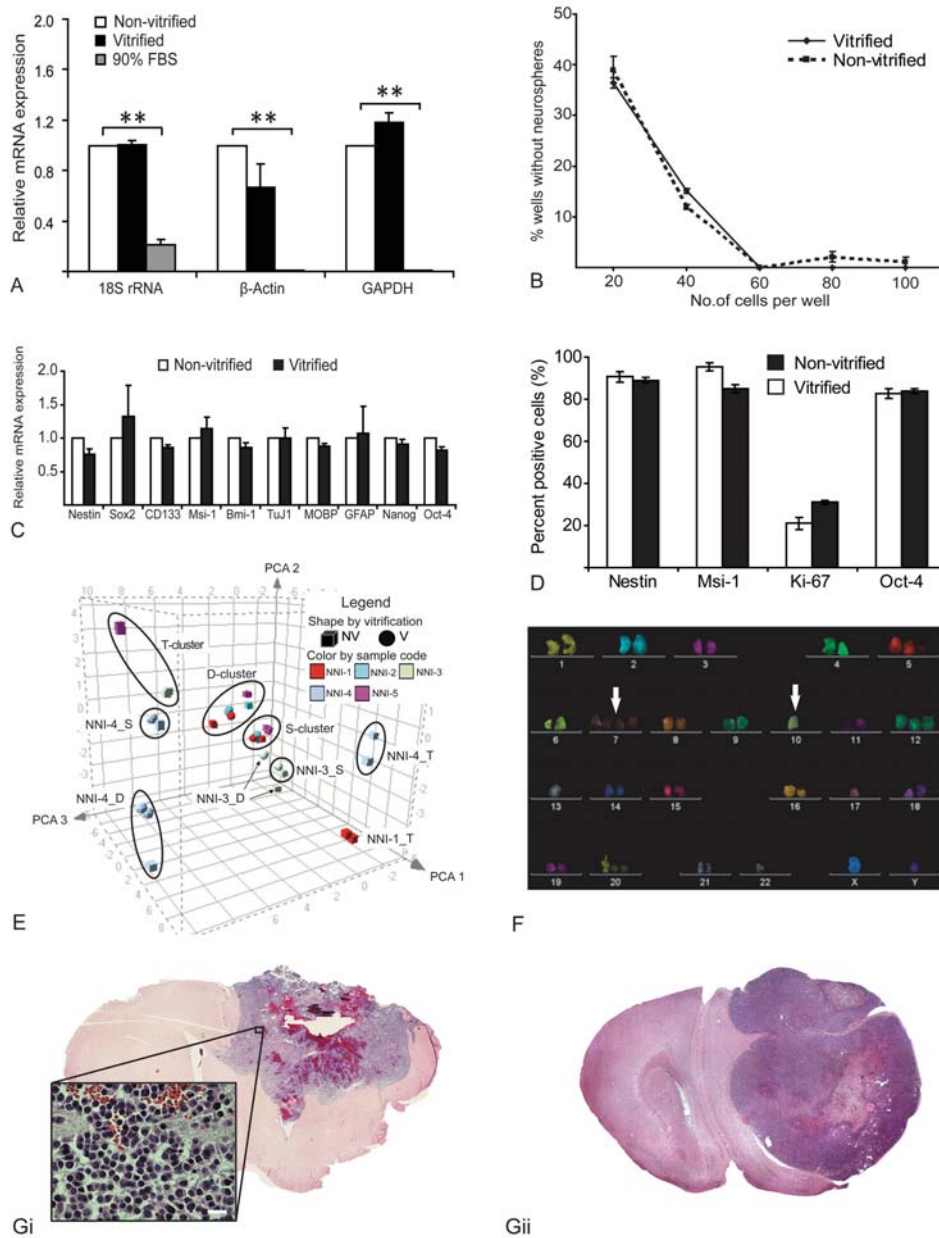 2.0
1.6
1.2
0.8
0.4
Relative mRNA expression
Non-vitrified
Vitrified
90% FBS
**
**
**
18S rRNA
β-Actin
GAPDH
A
50
40
30
20
10
% wells without neurospheres
Vitrified
Non-vitrified
20
40
60
80
100
No.of cells per well
B
Relative mRNA expression
2.0
1.5
1.0
0.5
Non-vitrified
Vitrified
Nestin Sox2 CD133 Msi-1 Bmi-1 TuJ1 MOBP GFAP Nanog Oct-4
C
Percent positive cells (%)
100
80
60
40
20
Non-vitrified
Vitrified
Nestin
Msi-1
Ki-67
Oct-4
D
PCA 2
PCA 3
PCA 1
Legend
Shape by vitrification
NV
V
Color by sample code
NNI-1
NNI-2
NNI-3
NNI-4
NNI-5
T-cluster
D-cluster
NNI-4_S
S-cluster
NNI-4_T
NNI-3_S
NNI-4_D
NNI-3_D
NNI-1_T
E
1 2 3 4 5
6 7 8 9 10 11 12
13 14 15 16 17 18
19 20 21 22 X Y
F
Gi
Gii